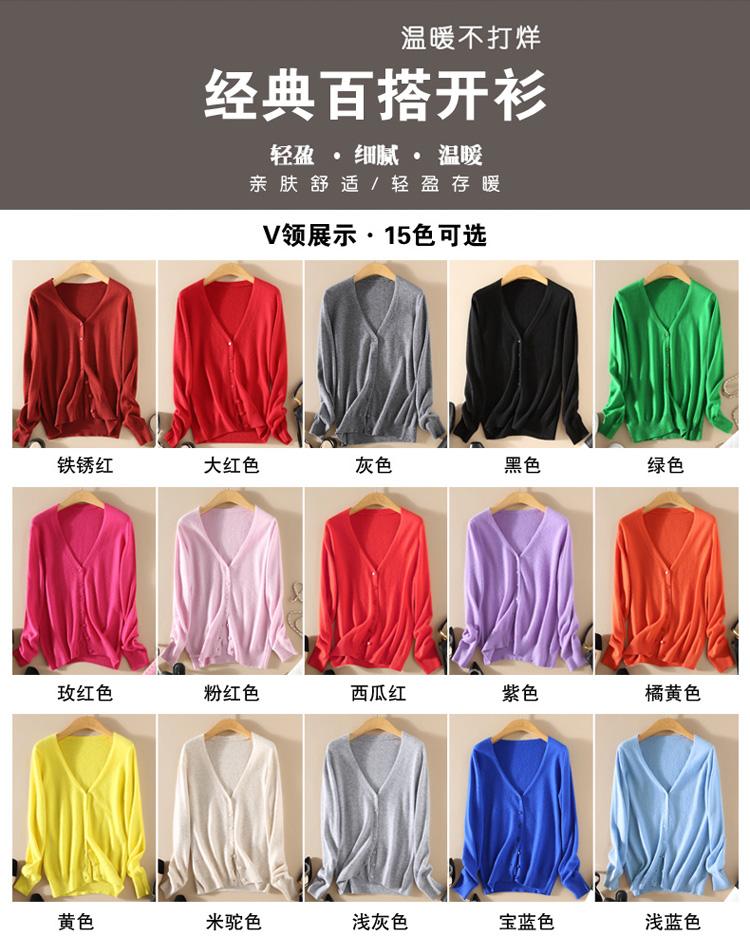 温暖不打烊
经典百搭开衫
轻盈 · 细腻 · 温暖
亲肤舒适/轻盈存暖
V领展示·15色可选
铁锈红 大红色 灰色 黑色 绿色
玫红色 粉红色 西瓜红 紫色 橘黄色
黄色 米驼色 浅灰色 宝蓝色 浅蓝色